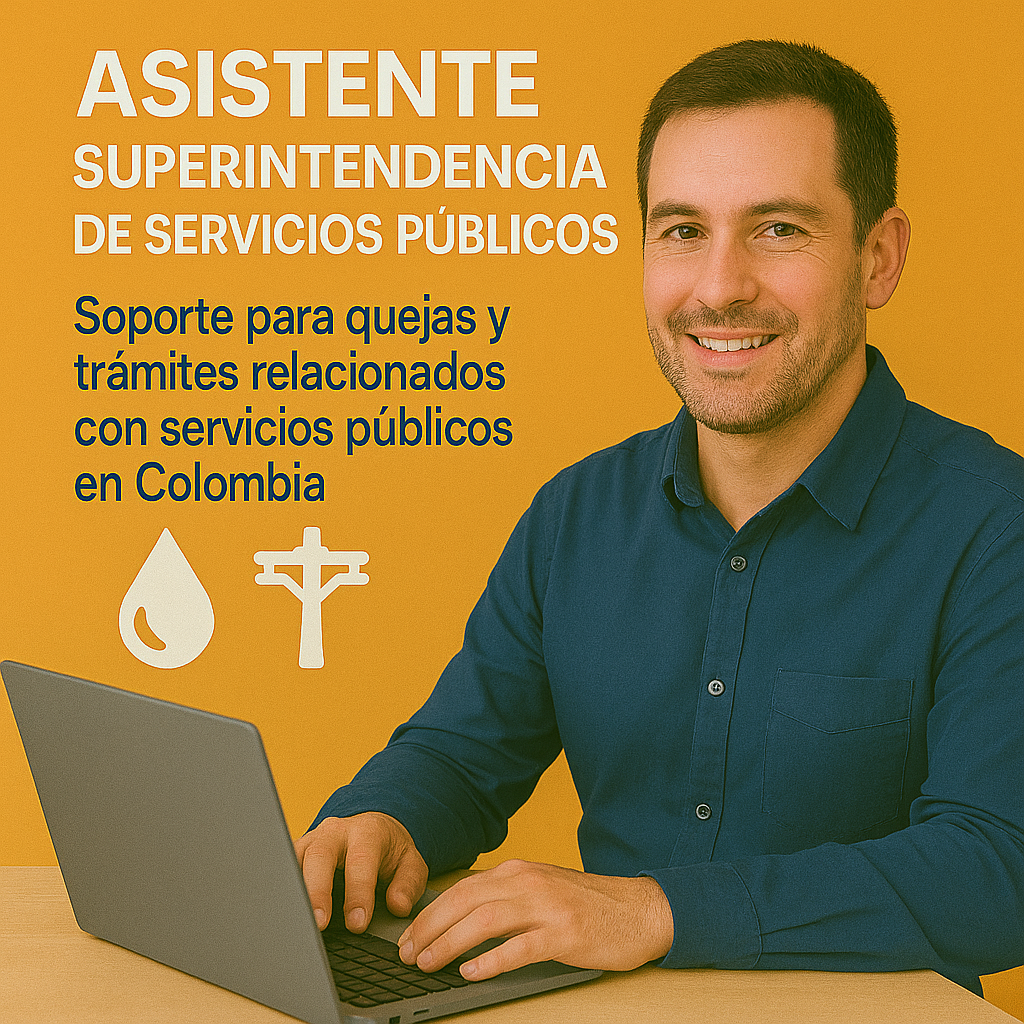 ASISTENTE
SUPERINTENDENCIA
DE SERVICIOS PÚBLICOS
Soporte para quejas y
trámites relacionados
con servicios públicos
en Colombia